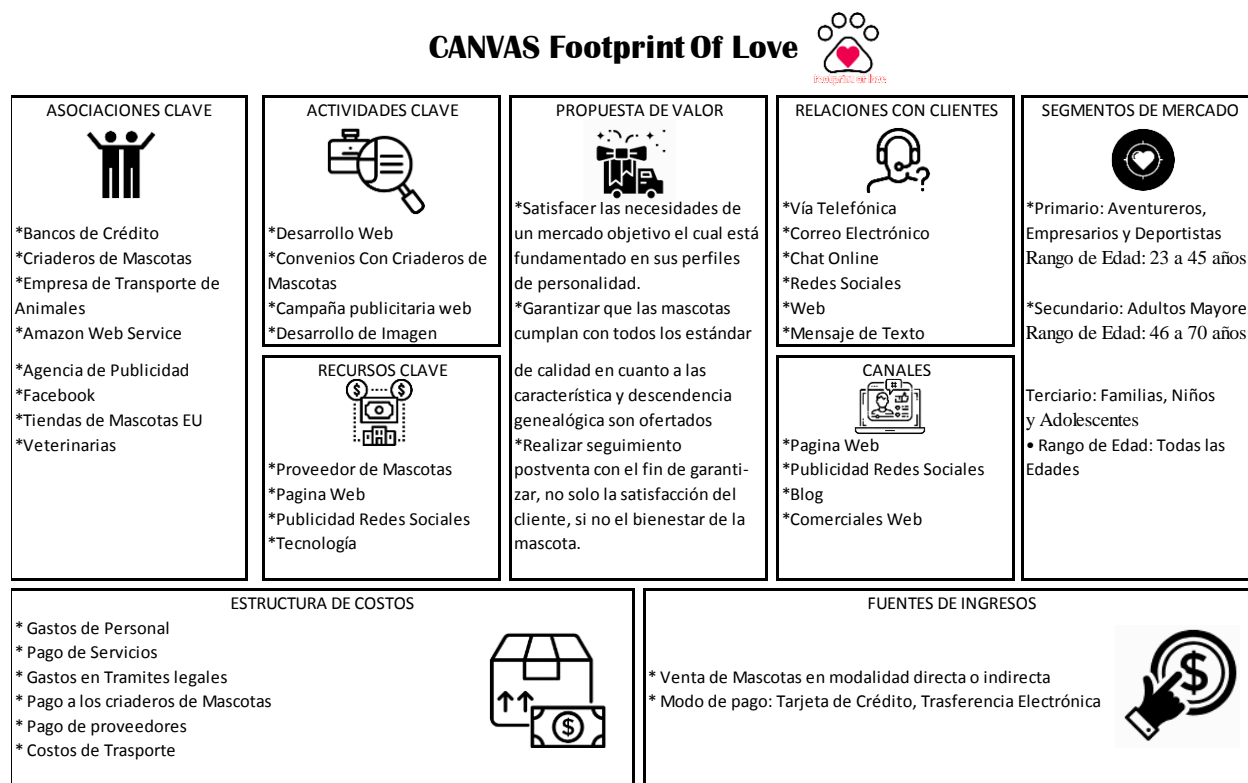 CANVAS Footprint Of Love
Footprint of love
ASOCIACIONES CLAVE
*Bancos de Crédito
*Criaderos de Mascotas
*Empresa de Transporte de
Animales
*Amazon Web Service
*Agencia de Publicidad
*Facebook
*Tiendas de Mascotas EU
*Veterinarias
ACTIVIDADES CLAVE
*Desarrollo Web
*Convenios Con Criaderos de
Mascotas
*Campaña publicitaria web
*Desarrollo de Imagen
RECURSOS CLAVE
*Proveedor de Mascotas
*Pagina Web
*Publicidad Redes Sociales
*Tecnología
PROPUESTA DE VALOR
*Satisfacer las necesidades de
un mercado objetivo el cual está
fundamentado en sus perfiles
de personalidad.
*Garantizar que las mascotas
cumplan con todos los estándar
de calidad en cuanto a las
característica y descendencia
genealógica son ofertados
*Realizar seguimiento
postventa con el fin de garanti-
zar, no solo la satisfacción del
cliente, si no el bienestar de la
mascota.
RELACIONES CON CLIENTES
*Vía Telefónica
*Correo Electrónico
*Chat Online
*Redes Sociales
*Web
*Mensaje de Texto
CANALES
*Pagina Web
*Publicidad Redes Sociales
*Blog
*Comerciales Web
SEGMENTOS DE MERCADO
*Primario: Aventureros,
Empresarios y Deportistas
Rango de Edad: 23 a 45 años
*Secundario: Adultos Mayore
Rango de Edad: 46 a 70 años
Terciario: Familias, Niños
y Adolescentes
• Rango de Edad: Todas las
Edades
ESTRUCTURA DE COSTOS
* Gastos de Personal
* Pago de Servicios
* Gastos en Tramites legales
* Pago a los criaderos de Mascotas
* Pago de proveedores
* Costos de Trasporte
FUENTES DE INGRESOS
* Venta de Mascotas en modalidad directa o indirecta
* Modo de pago: Tarjeta de Crédito, Trasferencia Electrónica